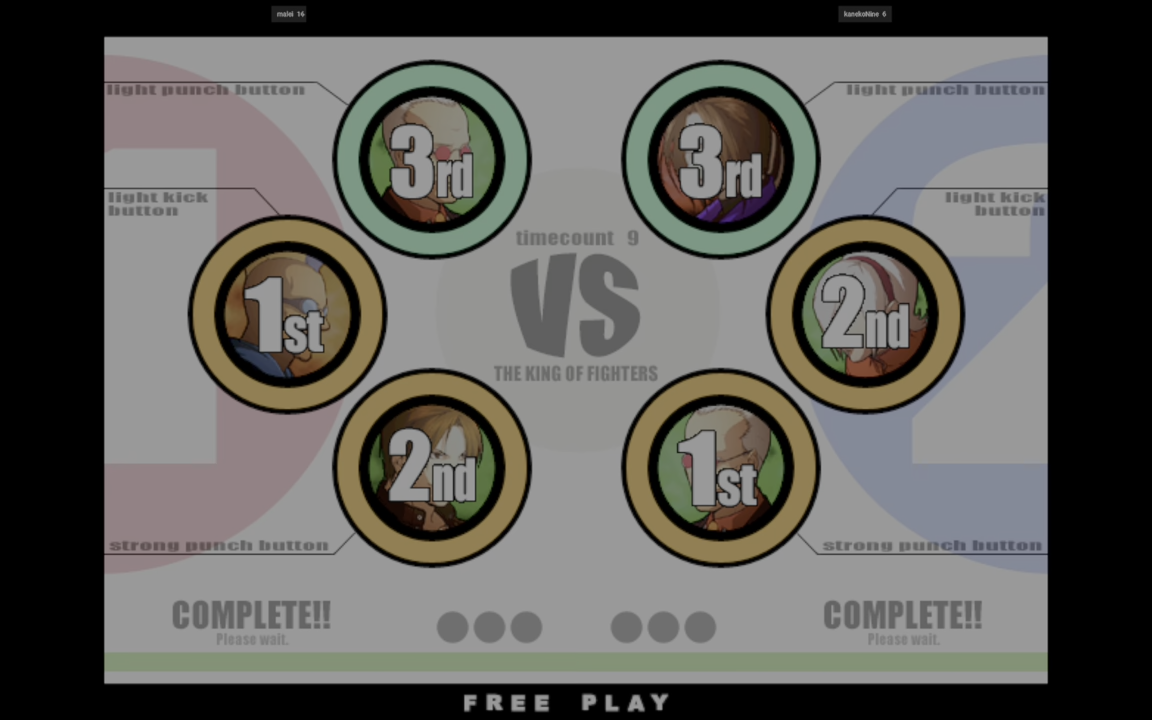 malei 16
kanekoNine 6
light punch button
light punch button
3rd
3rd
light kick
button
light kick
button
timecount 9
1
VS
2
1st
2nd
THE KING OF FIGHTERS
2nd
1st
strong punch button
strong punch button
COMPLETE!!
Please wait.
COMPLETE!!
Please wait.
FREE PLAY